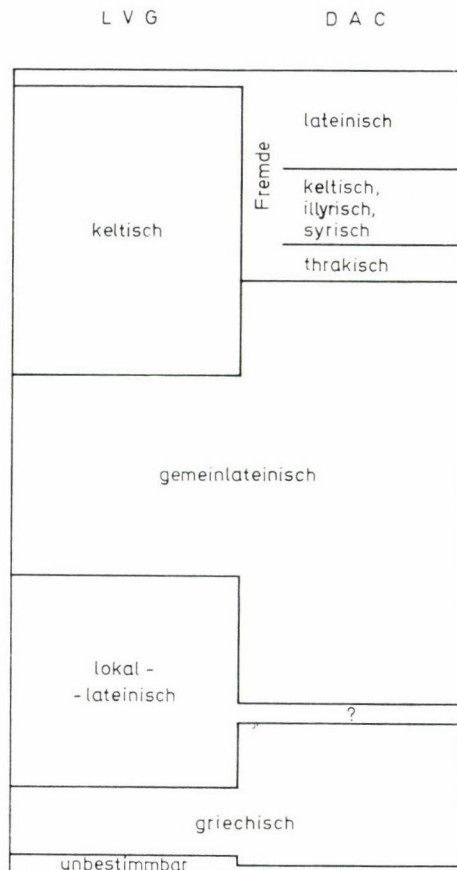 L V G D A C
lateinisch
Fremde
keltisch,
illyrisch,
syrisch
keltisch
thrakisch
gemeinlateinisch
lokal -
- lateinisch
?
griechisch
unbestimmbar